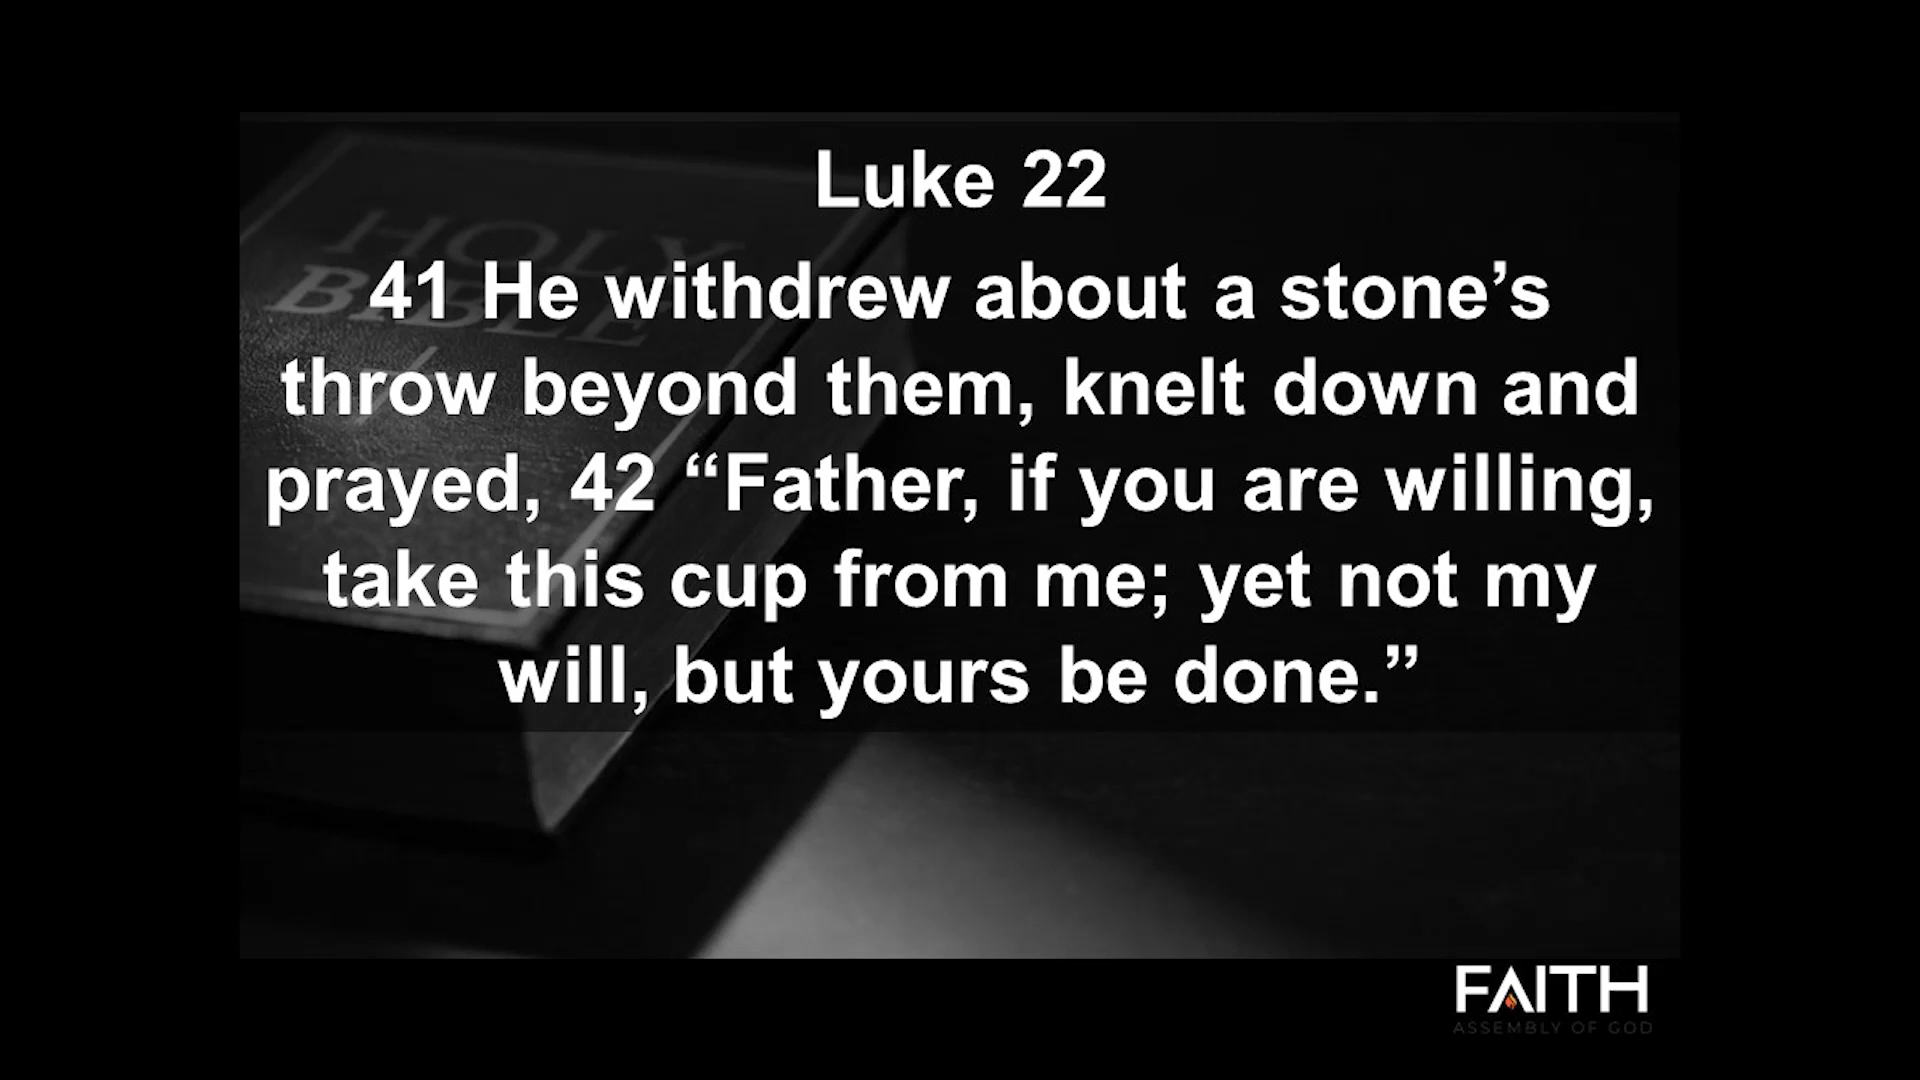 Luke 22
41 He withdrew about a stone’s
throw beyond them, knelt down and
prayed, 42 “Father, if you are willing,
take this cup from me; yet not my
will, but yours be done.”
HOLY
BIBLE
FAITH
ASSEMBLY OF GOD